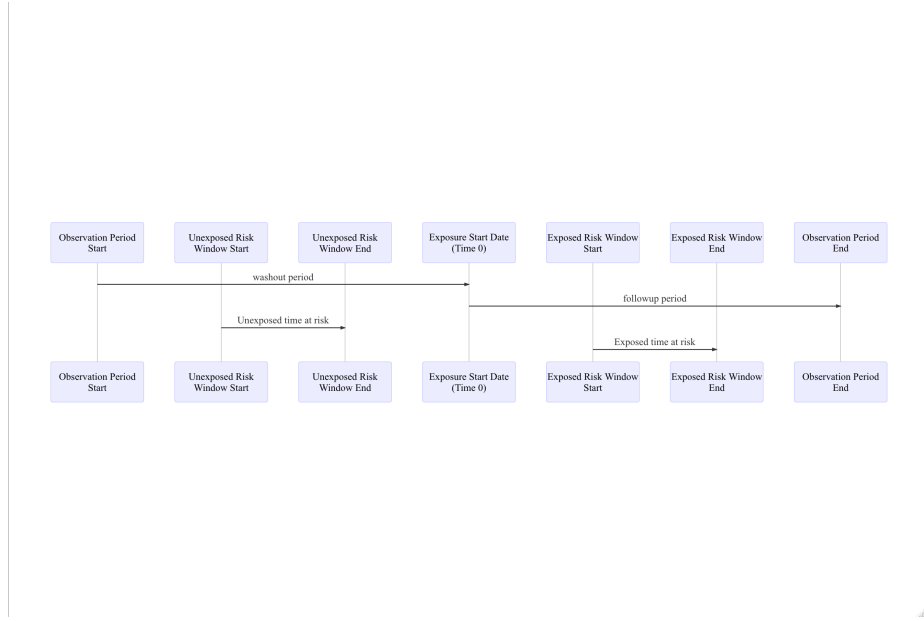 Observation Period
Start
Unexposed Risk
Window Start
Unexposed Risk
Window End
Exposure Start Date
(Time 0)
Exposed Risk Window
Start
Exposed Risk Window
End
Observation Period
End
washout period
followup period
Unexposed time at risk
Exposed time at risk
Observation Period
Start
Unexposed Risk
Window Start
Unexposed Risk
Window End
Exposure Start Date
(Time 0)
Exposed Risk Window
Start
Exposed Risk Window
End
Observation Period
End